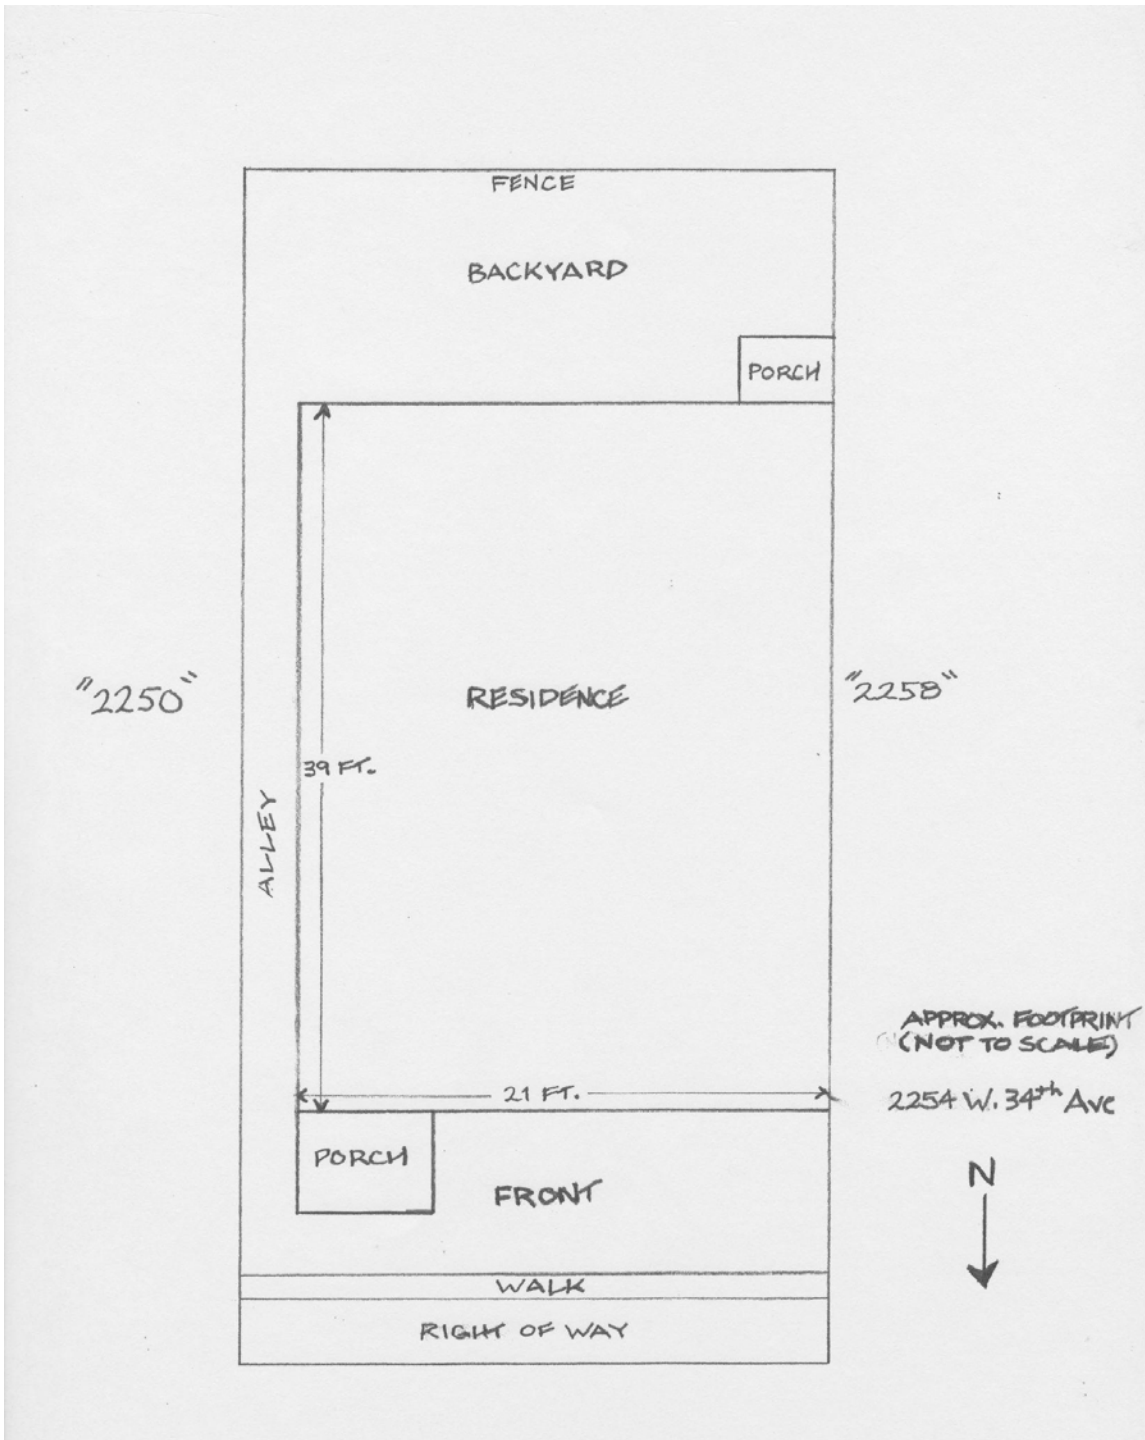 FENCE
BACKYARD
PORCH
"2250"
RESIDENCE
"2258"
39 FT.
ALLEY
APPROX. FOOTPRINT
(NOT TO SCALE)
21 FT.
2254 W. 34th Ave
PORCH
FRONT
N
WALK
RIGHT OF WAY